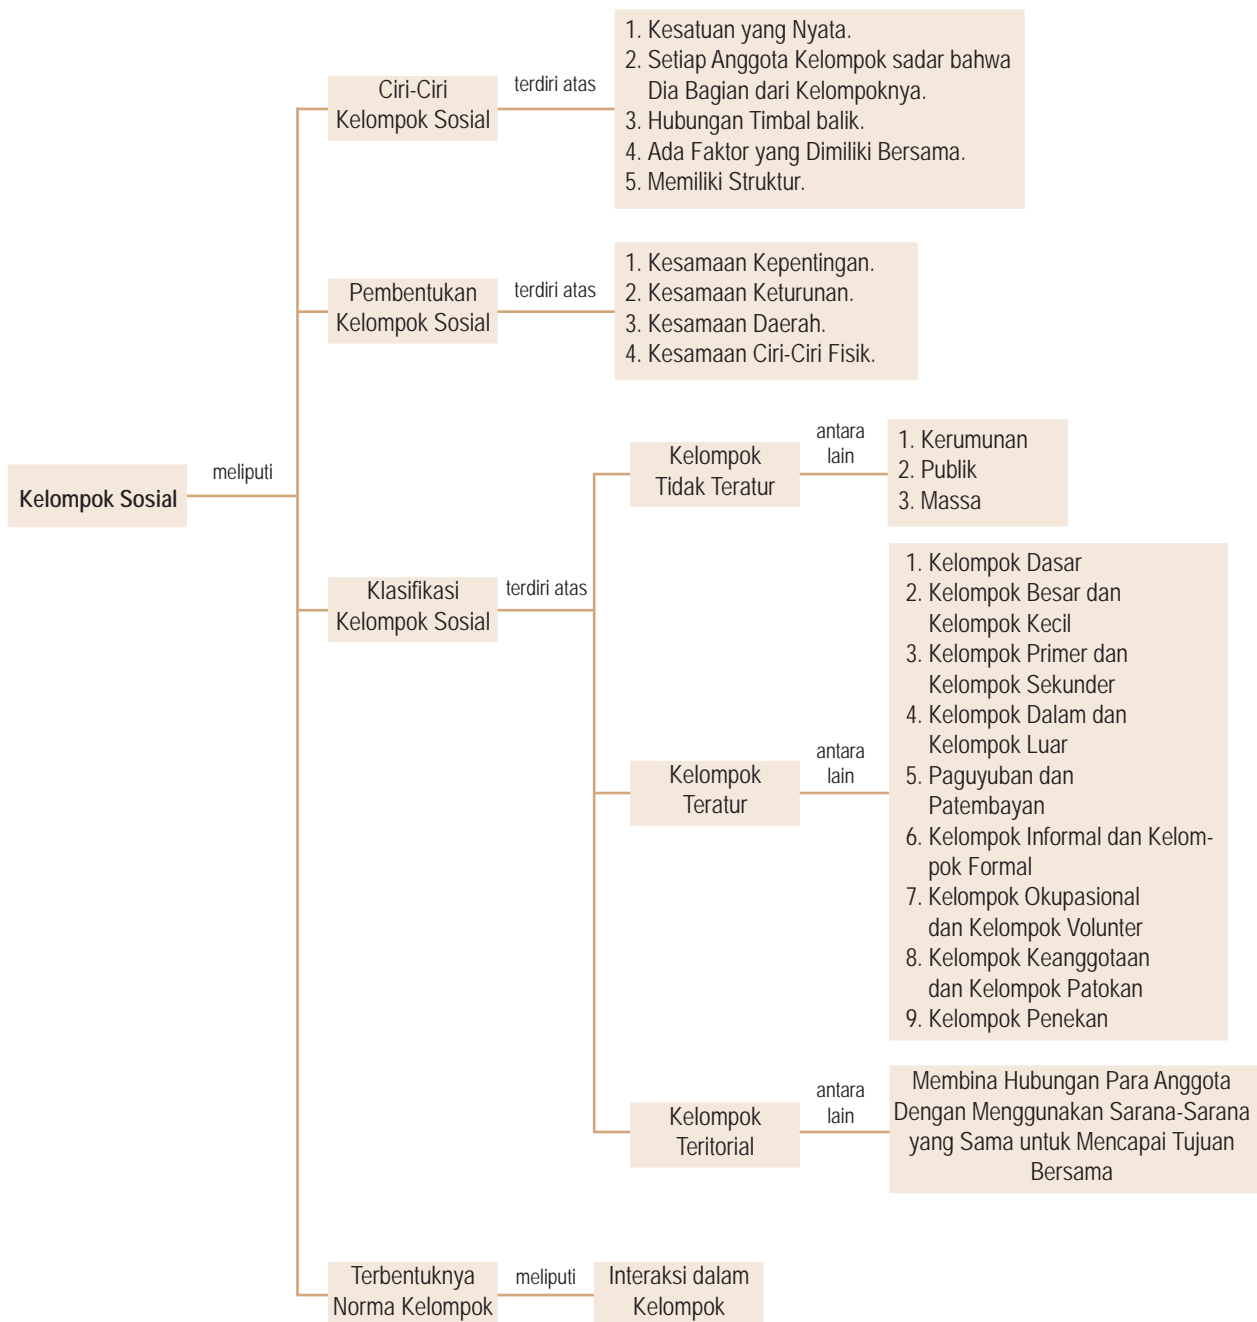 Kelompok Sosial
meliputi
Ciri-Ciri
Kelompok Sosial
terdiri atas
1. Kesatuan yang Nyata.
2. Setiap Anggota Kelompok sadar bahwa
Dia Bagian dari Kelompoknya.
3. Hubungan Timbal balik.
4. Ada Faktor yang Dimiliki Bersama.
5. Memiliki Struktur.
Pembentukan
Kelompok Sosial
terdiri atas
1. Kesamaan Kepentingan.
2. Kesamaan Keturunan.
3. Kesamaan Daerah.
4. Kesamaan Ciri-Ciri Fisik.
Klasifikasi
Kelompok Sosial
terdiri atas
Kelompok
Tidak Teratur
antara
lain
1. Kerumunan
2. Publik
3. Massa
Kelompok
Teratur
antara
lain
1. Kelompok Dasar
2. Kelompok Besar dan
Kelompok Kecil
3. Kelompok Primer dan
Kelompok Sekunder
4. Kelompok Dalam dan
Kelompok Luar
5. Paguyuban dan
Patembayan
6. Kelompok Informal dan Kelom-
pok Formal
7. Kelompok Okupasional
dan Kelompok Volunter
8. Kelompok Keanggotaan
dan Kelompok Patokan
9. Kelompok Penekan
Kelompok
Teritorial
antara
lain
Membina Hubungan Para Anggota
Dengan Menggunakan Sarana-Sarana
yang Sama untuk Mencapai Tujuan
Bersama
Terbentuknya
Norma Kelompok
meliputi
Interaksi dalam
Kelompok